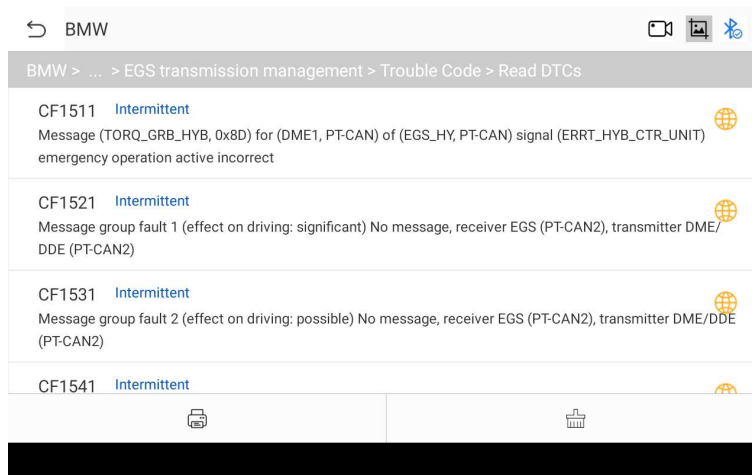 BMW
BMW > ... > EGS transmission management > Trouble Code > Read DTCs
CF1511 Intermittent
Message (TORQ_GRB_HYB, 0x8D) for (DME1, PT-CAN) of (EGS_HY, PT-CAN) signal (ERRT_HYB_CTR_UNIT)
emergency operation active incorrect
CF1521 Intermittent
Message group fault 1 (effect on driving: significant) No message, receiver EGS (PT-CAN2), transmitter DME/
DDE (PT-CAN2)
CF1531 Intermittent
Message group fault 2 (effect on driving: possible) No message, receiver EGS (PT-CAN2), transmitter DME/DDE
(PT-CAN2)
CF1541 Intermittent